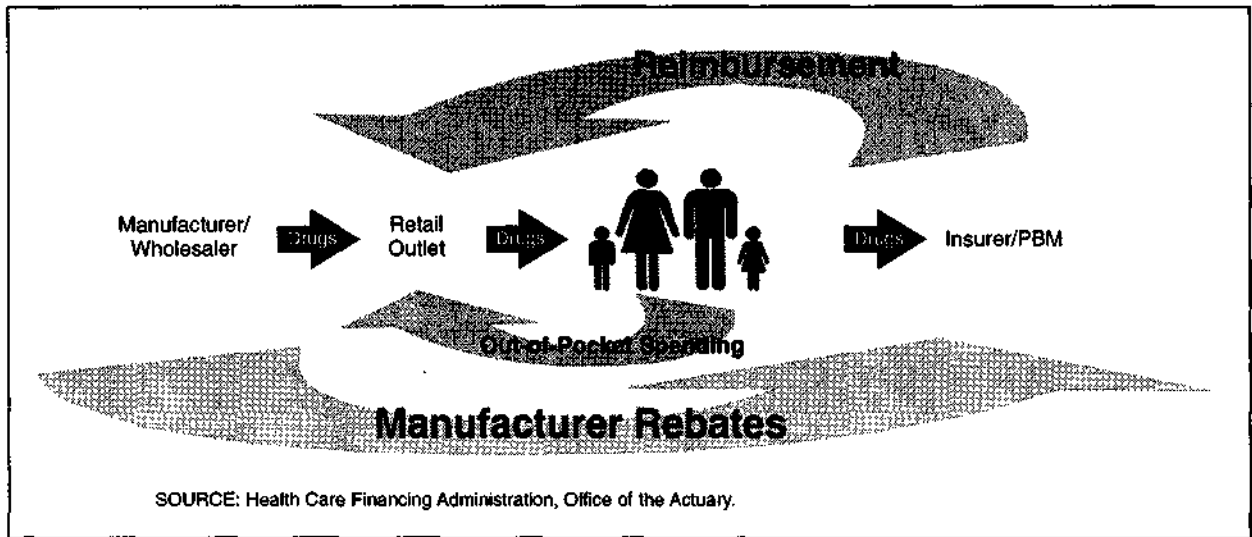 Reimbursement
Manufacturer/
Wholesaler
Drugs
Retail
Outlet
Drugs
Drugs
Insurer/PBM
Out-of-Pocket Spending
Manufacturer Rebates
SOURCE: Health Care Financing Administration, Office of the Actuary.